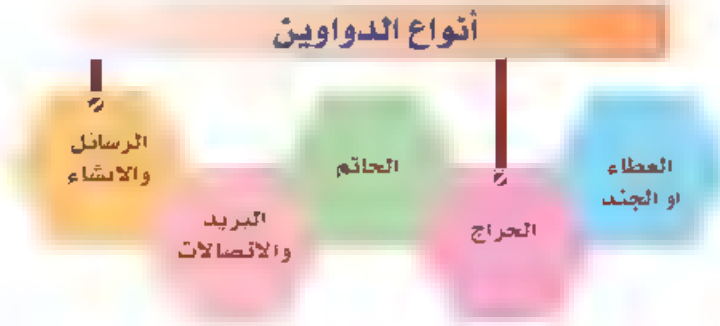 أنواع الدواوين
العطاء
او الجند
الخراج
الخاتم
البريد
والاتصالات
الرسائل
والانشاء